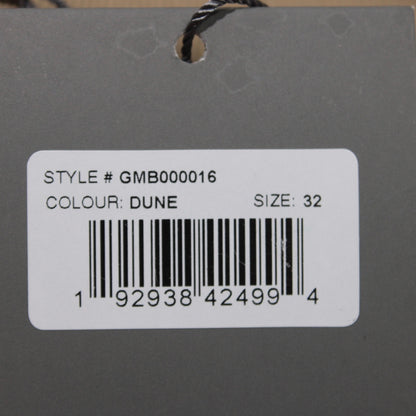 STYLE # GMB000016
COLOUR: DUNE SIZE: 32
1 92938 42499 4